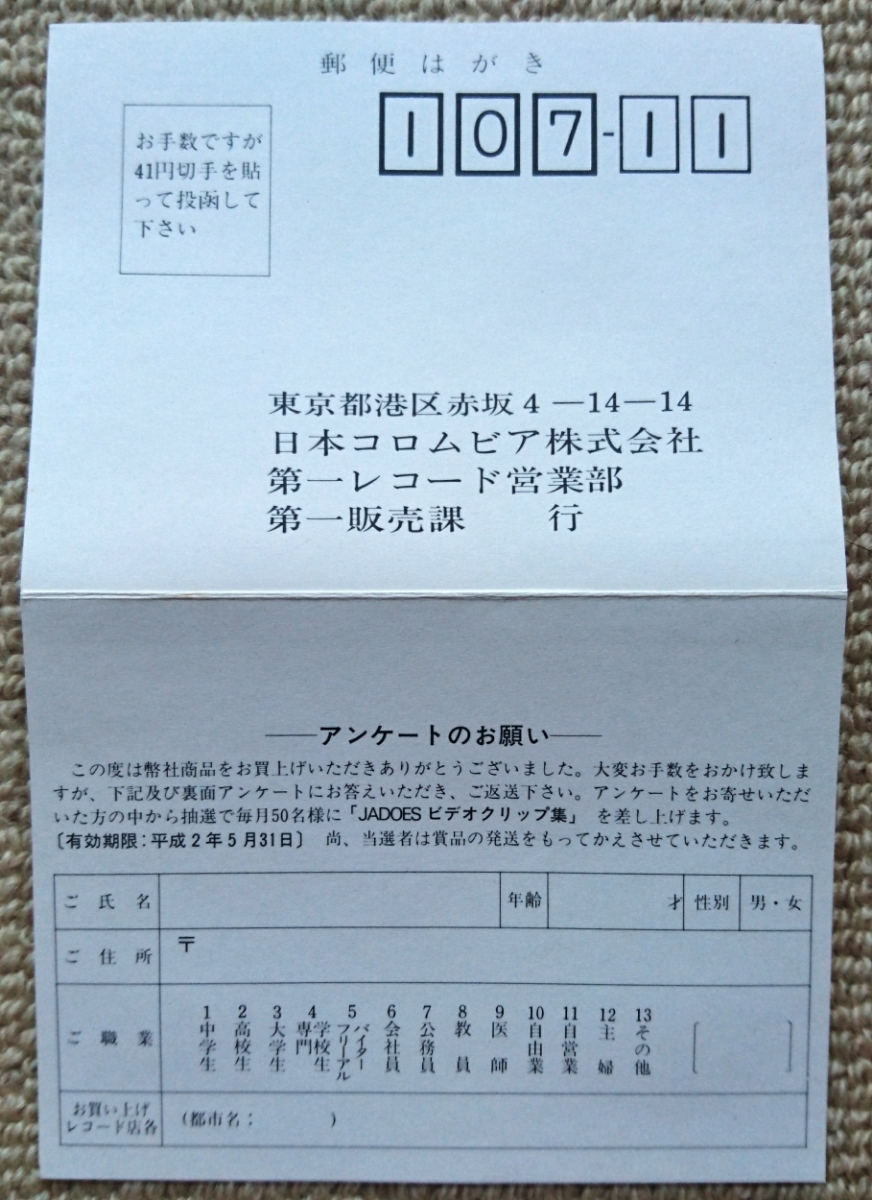 郵便はがき
107-11
お手数ですが
41円切手を貼
って投函して
下さい
東京都港区赤坂4―14―14
日本コロムビア株式会社
第一レコード営業部
第一販売課　　行
――アンケートのお願い――
この度は幣社商品をお買上げいただきありがとうございました。大変お手数をおかけ致しま
すが、下記及び裏面アンケートにお答えいただき、ご返送下さい。アンケートをお寄せいただ
いた方の中から抽選で毎月50名様に「JADOES ビデオクリップ集」を差し上げます。
〔有効期限：平成2年5月31日〕 尚、当選者は賞品の発送をもってかえさせていただきます。
ご氏名 年齢 才 性別 男・女
ご住所 〒
ご職業
1 中学生
2 高校生
3 大学生
4 専門学校生
5 フリーアルバイター
6 会社員
7 公務員
8 教員
9 医師
10 自由業
11 自営業
12 主婦
13 その他
お買い上げ
レコード店名
(都市名：　　　)